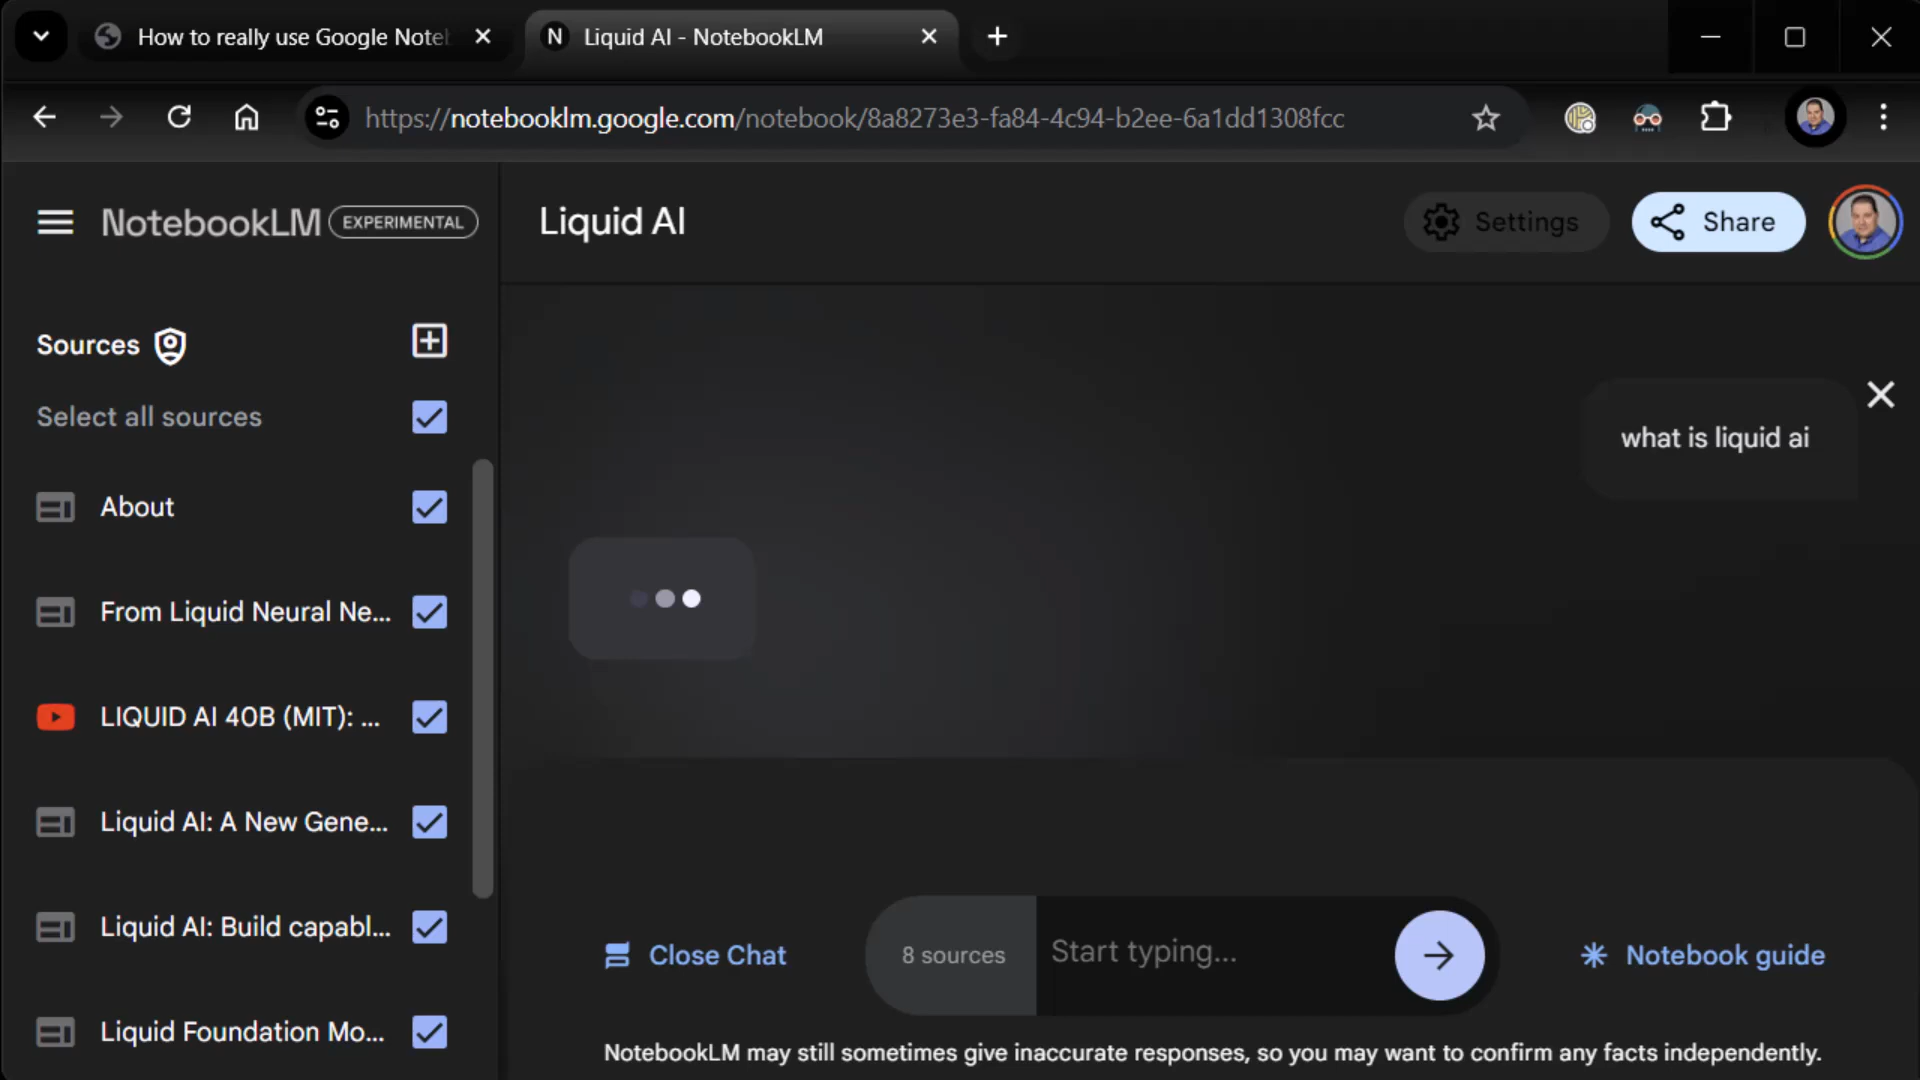 How to really use Google Note
Liquid AI - NotebookLM
https://notebooklm.google.com/notebook/8a8273e3-fa84-4c94-b2ee-6a1dd1308fcc
NotebookLM EXPERIMENTAL
Liquid AI
Settings
Share
Sources
Select all sources
About
From Liquid Neural Ne...
LIQUID AI 40B (MIT): ...
Liquid AI: A New Gene...
Liquid AI: Build capabl...
Liquid Foundation Mo...
what is liquid ai
Close Chat
8 sources
Start typing...
Notebook guide
NotebookLM may still sometimes give inaccurate responses, so you may want to confirm any facts independently.